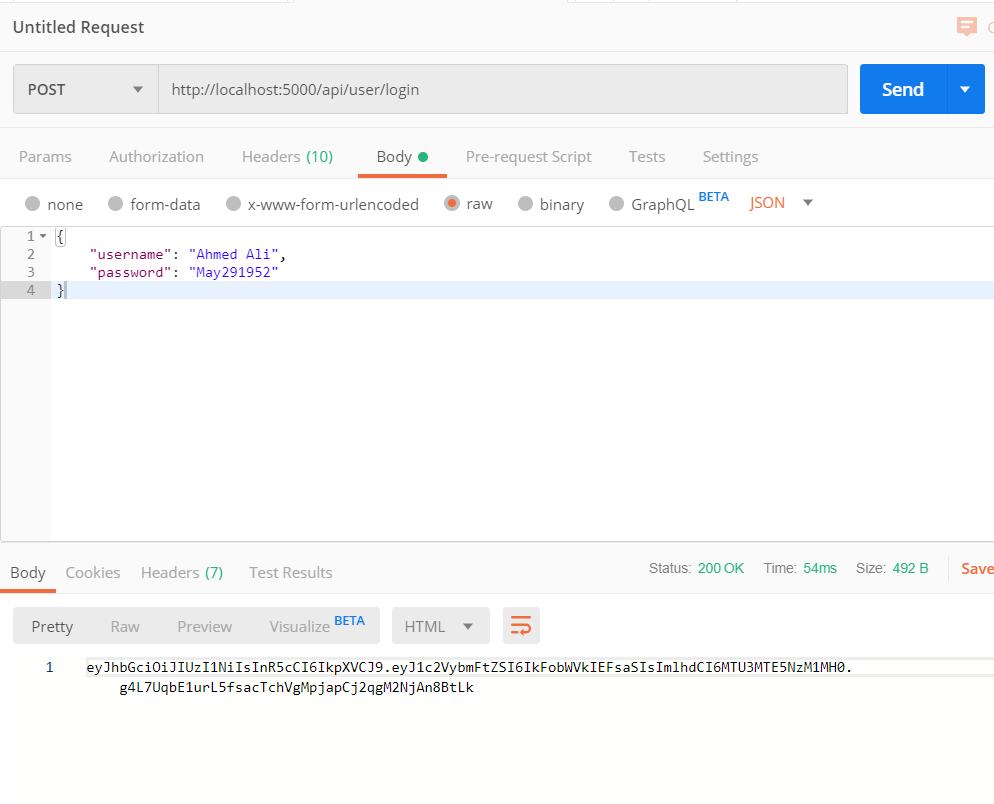 Untitled Request
POST http://localhost:5000/api/user/login Send
Params Authorization Headers (10) Body Pre-request Script Tests Settings
none form-data x-www-form-urlencoded raw binary GraphQL BETA JSON
1 {
2 "username": "Ahmed Ali",
3 "password": "May291952"
4 }
Body Cookies Headers (7) Test Results Status: 200 OK Time: 54ms Size: 492 B Save
Pretty Raw Preview Visualize BETA HTML
1 eyJhbGciOiJIUzI1NiIsInR5cCI6IkpXVCJ9.eyJ1c2VybmFtZSI6IkFobWVkIEFsaSIsImlhdCI6MTU3MTE5NzM1MH0.
g4L7UqbE1urL5fsacTchVgMpjapCj2qgM2NjAn8BtLk